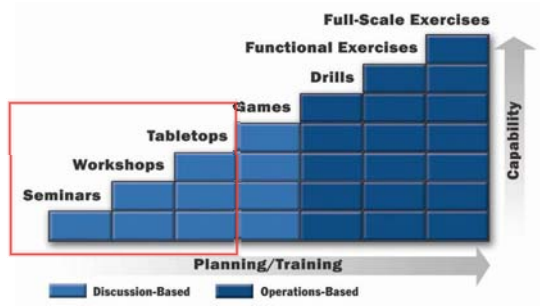 Full-Scale Exercises
Functional Exercises
Drills
Games
Tabletops
Workshops
Seminars
Capability
Planning/Training
Discussion-Based
Operations-Based